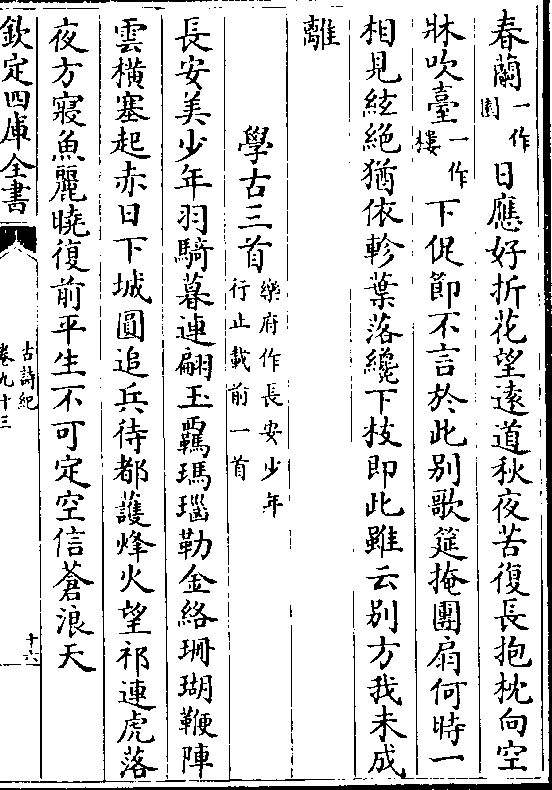 春蘭一作園日應好折花望遠道秋夜苦復長抱枕向空
牀吹臺一作樓下促節不言於此别歌筵掩團扇何時一
相見絃絶猶依軫葉落纔下枝即此雖云别方我未成
離
學古三首樂府作長安少年行止載前一首
長安美少年羽騎暮連翩玉羈瑪瑙勒金絡珊瑚鞭陣
雲横塞起赤日下城圓追兵待都護烽火望祁連虎落
夜方寢魚麗曉復前平生不可定空信蒼浪天
欽定四庫全書
古詩紀
卷九十三
十六